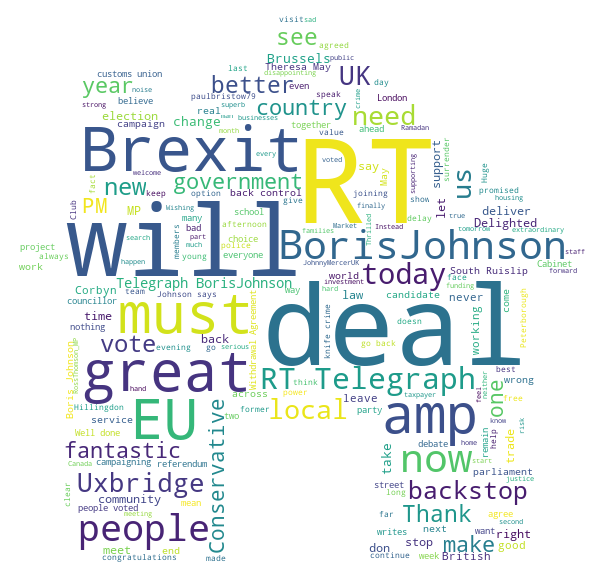 visit
sad
see
agreed
Brussels
public
customs union
last
Theresa May
disappointing
year
noise
better
even
UK
day
strong
believe
paulbristow79
speak
London
election
real
superb
crime
country
together
need
campaign
change
value
ahead
Ramadan
Brexit
RT
month
businesses
every
voted
say
May
support
surrender
fact
welcome
option
joining
finally
supporting
let
us
Huge
promised
housing
new
keep
government
back control
give
show
delay
true
tomorrow
extraordinary
Club
PM
MP
Wishing
school
afternoon
families
Market
Instead
deliver
Delighted
will
many
bad
choice
police
everyone
Thrilled
BorisJohnson
staff
project
always
work
search
part
much
young
members
happen
JohnnyMercerUK
world
investment
today
South Ruislip
Cabinet
forward
Corbyn
team
Telegraph BorisJohnson
Johnson says
way
hard
law
face
funding
candidate
never
come
councillor
time
nothing
must
back
go
serious
Withdrawal Agreement
knife crime
deal
doesn
go back
working
Peterborough
wrong
best
vote
evening
great
hand
RT Telegraph
think
across
power
leave
party
taxpayer
neither
feel
one
free
Boris Johnson
Hillingdon
Well done
service
EU
two
former
local
amp
debate
home
remain
know
help
trade
risk
fantastic
Canada
campaigning
referendum
Conservative
now
start
parliament
justice
clear
Uxbridge
community
people voted
mean
take
street
long
backstop
agree
second
people
meeting
far
writes
Thank
next
want
right
meet
end
congratulations
made
don
continue
stop
week
make
British
good